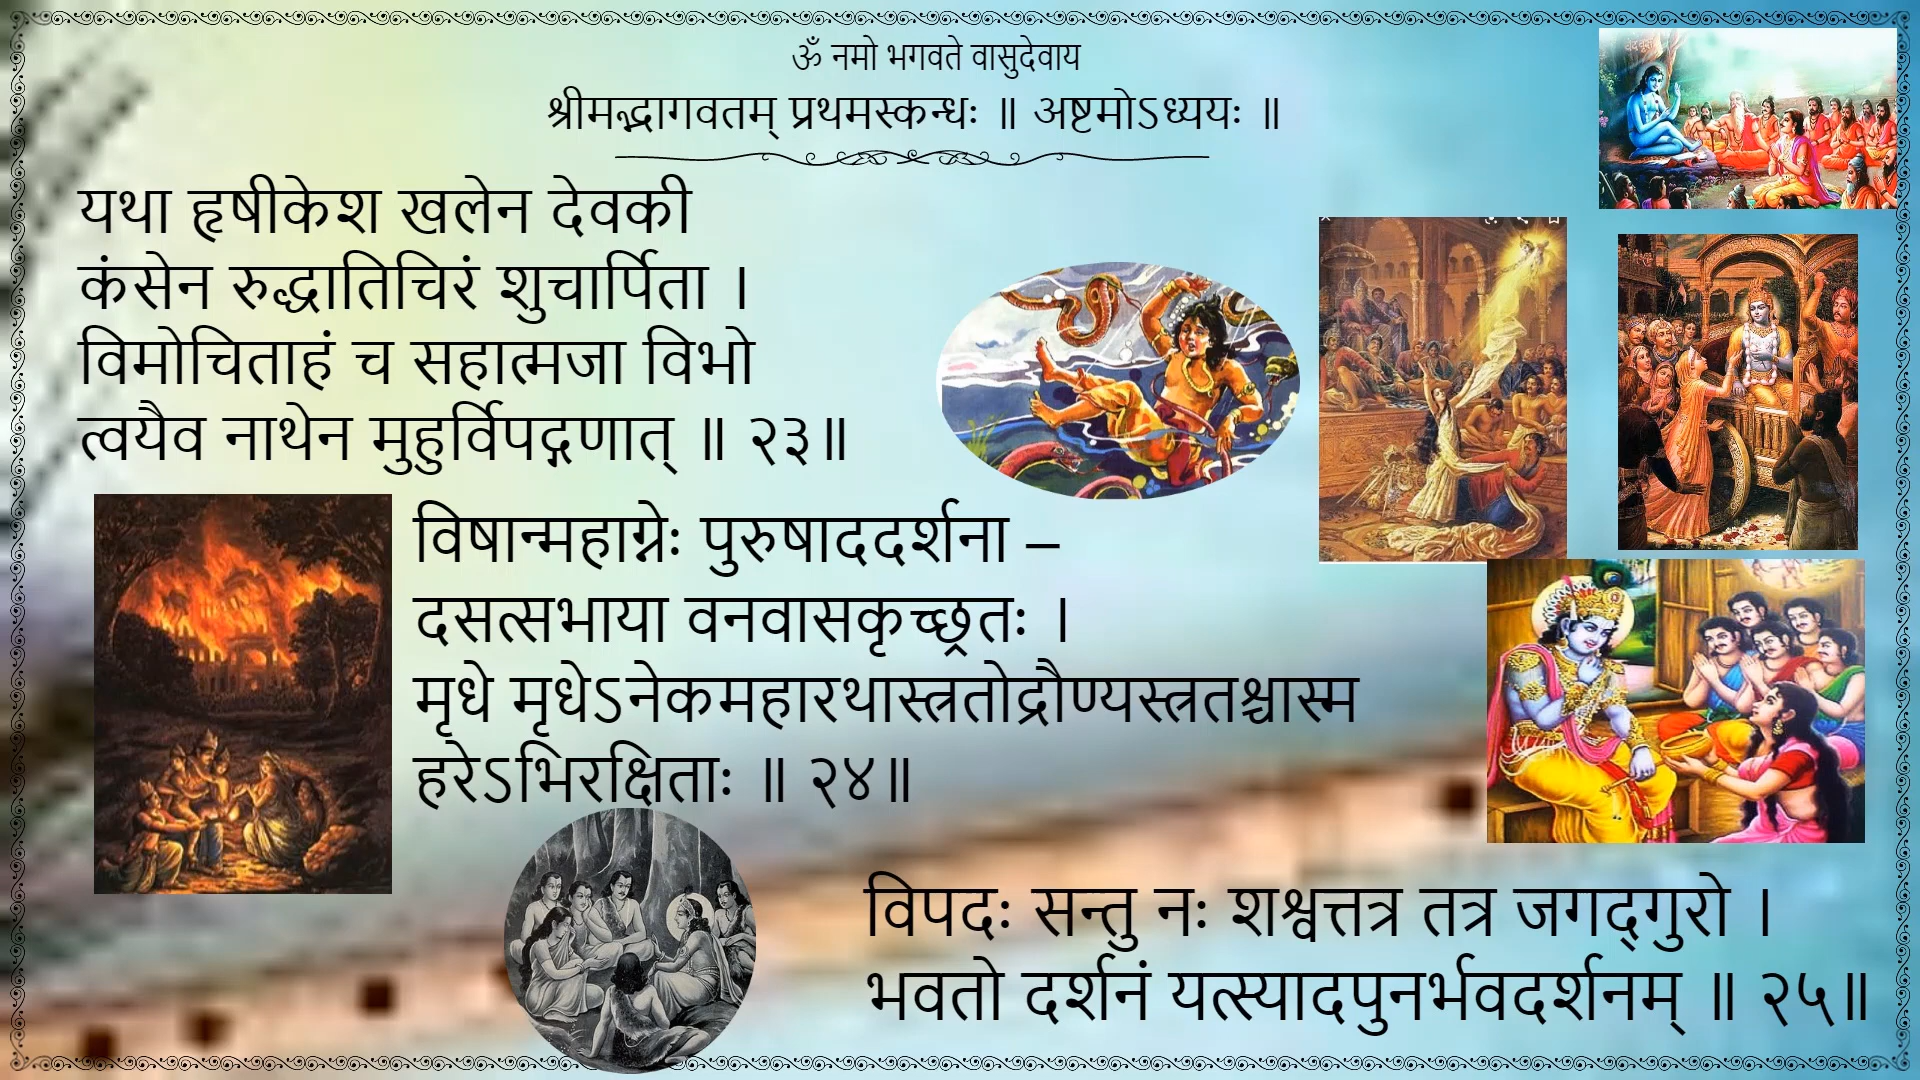 ॐ नमो भगवते वासुदेवाय
श्रीमद्भागवतम् प्रथमस्कन्धः ॥ अष्टमोऽध्ययः ॥
यथा हृषीकेश खलेन देवकी
कंसेन रुद्धातिचिरं शुचार्पिता ।
विमोचिताहं च सहात्मजा विभो
त्वयैव नाथेन मुहुर्विपद्गणात् ॥ २३॥
विषान्महाग्नेः पुरुषाददर्शना –
दसत्सभाया वनवासकृच्छ्रतः ।
मृधे मृधेऽनेकमहारथास्त्रतोद्रौण्यस्त्रतश्चास्म
हरेऽभिरक्षिताः ॥ २४॥
विपदः सन्तु नः शश्वत्तत्र तत्र जगद्‌गुरो ।
भवतो दर्शनं यत्स्यादपुनर्भवदर्शनम् ॥ २५॥